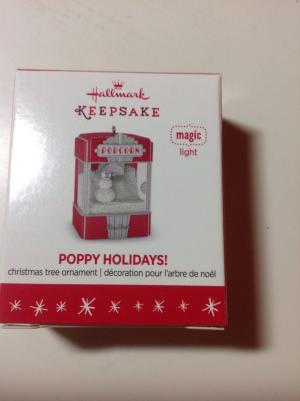 Hallmark
KEEPSAKE
magic
light
POPCORN
POPPY HOLIDAYS!
christmas tree ornament | décoration pour l'arbre de noël